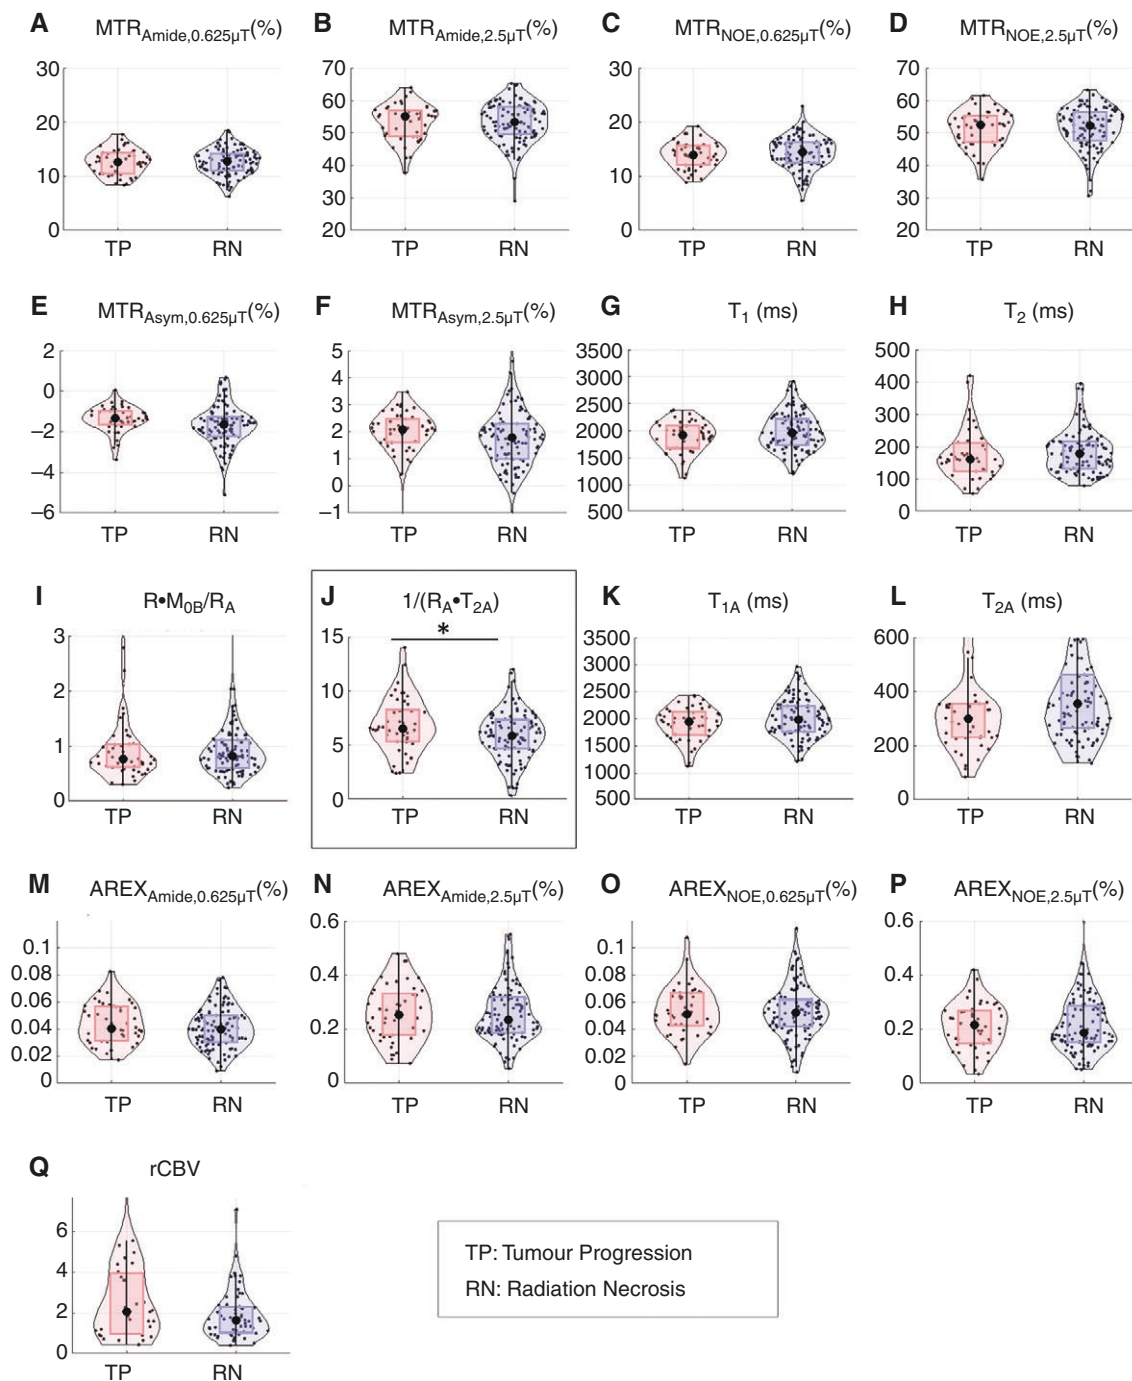 A MTR_Amide,0.625µT(%)
B MTR_Amide,2.5µT(%)
C MTR_NOE,0.625µT(%)
D MTR_NOE,2.5µT(%)
30
20
10
0
TP RN
70
60
50
40
30
20
TP RN
30
20
10
0
TP RN
70
60
50
40
30
20
TP RN
E MTR_Asym,0.625µT(%)
F MTR_Asym,2.5µT(%)
G T_1 (ms)
H T_2 (ms)
2
0
−2
−4
−6
TP RN
5
4
3
2
1
0
−1
TP RN
3500
3000
2500
2000
1500
1000
500
TP RN
500
400
300
200
100
0
TP RN
I R•M_0B/R_A
J 1/(R_A•T_2A)
K T_1A (ms)
L T_2A (ms)
3
2
1
0
TP RN
*
15
10
5
0
TP RN
3500
3000
2500
2000
1500
1000
500
TP RN
600
400
200
0
TP RN
M AREX_Amide,0.625µT(%)
N AREX_Amide,2.5µT(%)
O AREX_NOE,0.625µT(%)
P AREX_NOE,2.5µT(%)
0.1
0.08
0.06
0.04
0.02
0
TP RN
0.6
0.4
0.2
0
TP RN
0.1
0.08
0.06
0.04
0.02
0
TP RN
0.6
0.4
0.2
0
TP RN
Q rCBV
6
4
2
0
TP RN
TP: Tumour Progression
RN: Radiation Necrosis